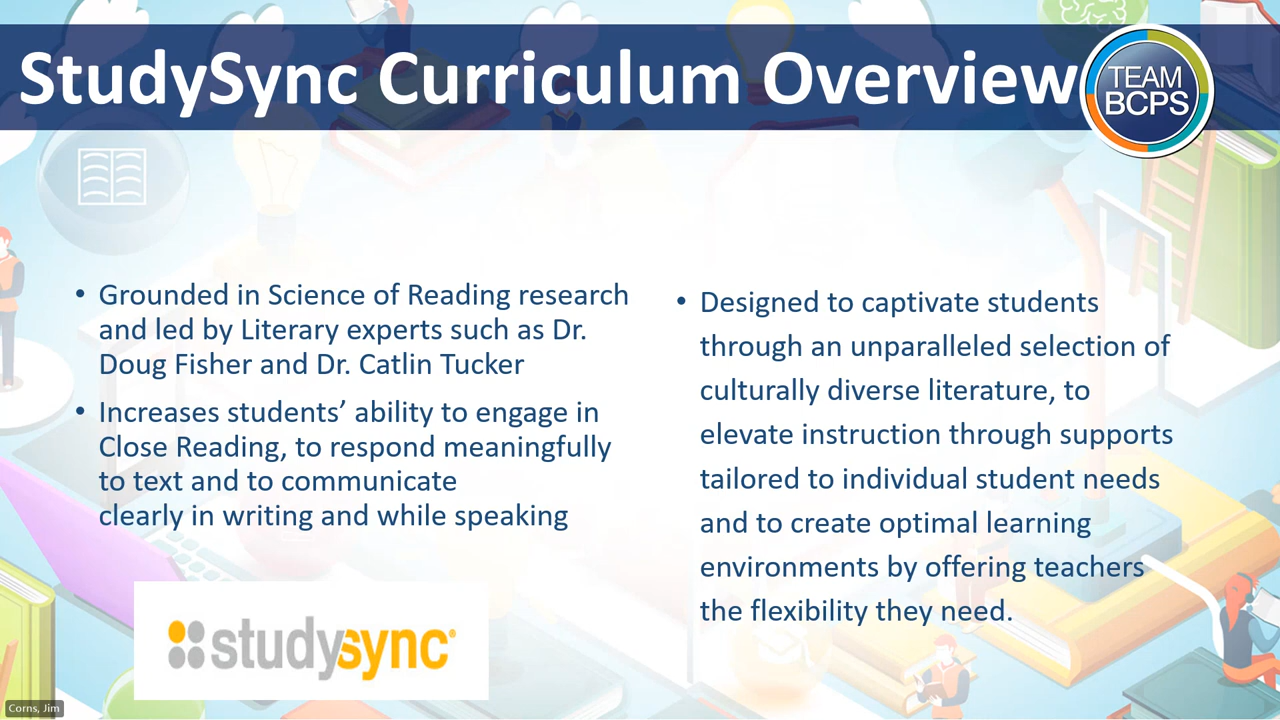 StudySync Curriculum Overview
TEAM
BCPS
• Grounded in Science of Reading research
and led by Literary experts such as Dr.
Doug Fisher and Dr. Catlin Tucker
• Increases students’ ability to engage in
Close Reading, to respond meaningfully
to text and to communicate
clearly in writing and while speaking
• Designed to captivate students
through an unparalleled selection of
culturally diverse literature, to
elevate instruction through supports
tailored to individual student needs
and to create optimal learning
environments by offering teachers
the flexibility they need.
studysync®
Corns, Jim